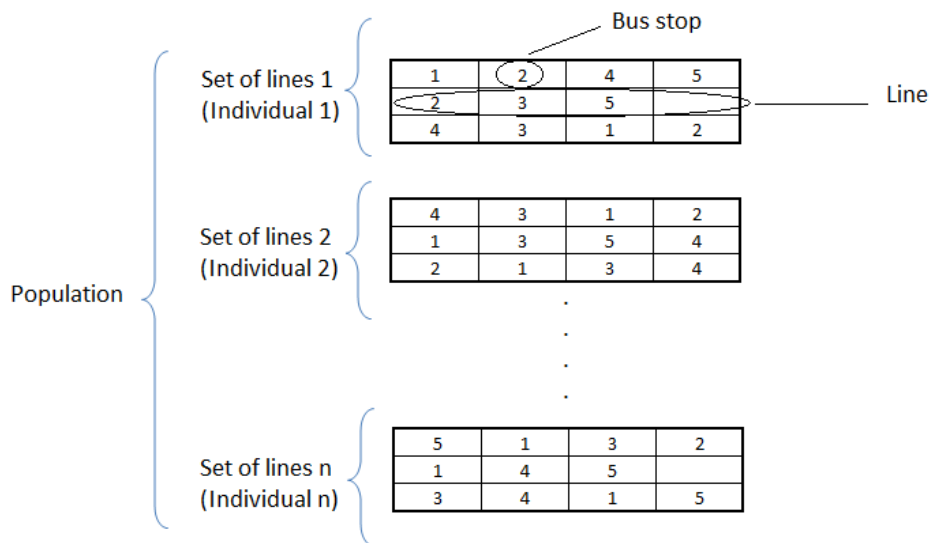 Bus stop
Set of lines 1
(Individual 1)
1 2 4 5
2 3 5
4 3 1 2
Line
Set of lines 2
(Individual 2)
4 3 1 2
1 3 5 4
2 1 3 4
Population
.
.
.
.
Set of lines n
(Individual n)
5 1 3 2
1 4 5
3 4 1 5